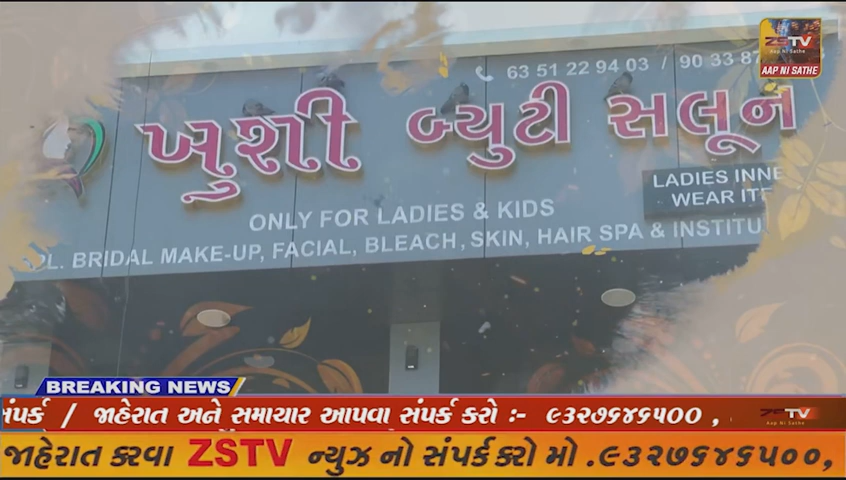 ZSTV
Aap Ni Sathe
AAP NI SATHE
63 51 22 94 03 / 90 33 87
ખુશી બ્યુટી સલૂન
LADIES INNE
WEAR ITE
ONLY FOR LADIES & KIDS
PL. BRIDAL MAKE-UP, FACIAL, BLEACH, SKIN, HAIR SPA & INSTITU
BREAKING NEWS
સંપર્ક / જાહેરાત અને સમાચાર આપવા સંપર્ક કરો :- ૯૩૨૭૬૪૬૫૦૦ ,
ZSTV
Aap Ni Sathe
જાહેરાત કરવા ZSTV ન્યુઝ નો સંપર્ક કરો મો .૯૩૨૭૬૪૬૫૦૦,